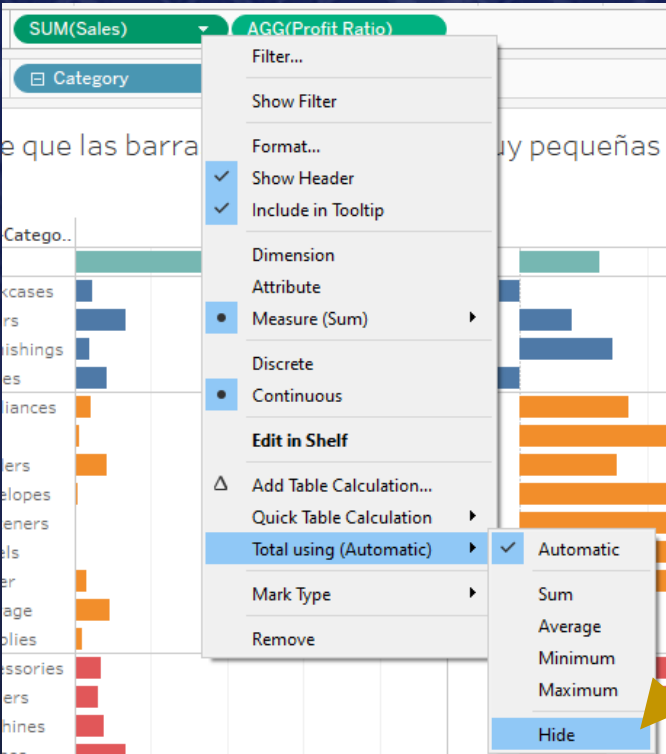 SUM(Sales)
AGG(Profit Ratio)
Category
e que las barra
uy pequeñas
-Catego..
kcases
rs
nishings
es
liances
ders
elopes
eners
els
er
age
plies
essories
ers
hines
Filter...
Show Filter
Format...
Show Header
Include in Tooltip
Dimension
Attribute
Measure (Sum)
Discrete
Continuous
Edit in Shelf
Add Table Calculation...
Quick Table Calculation
Total using (Automatic)
Mark Type
Remove
Automatic
Sum
Average
Minimum
Maximum
Hide